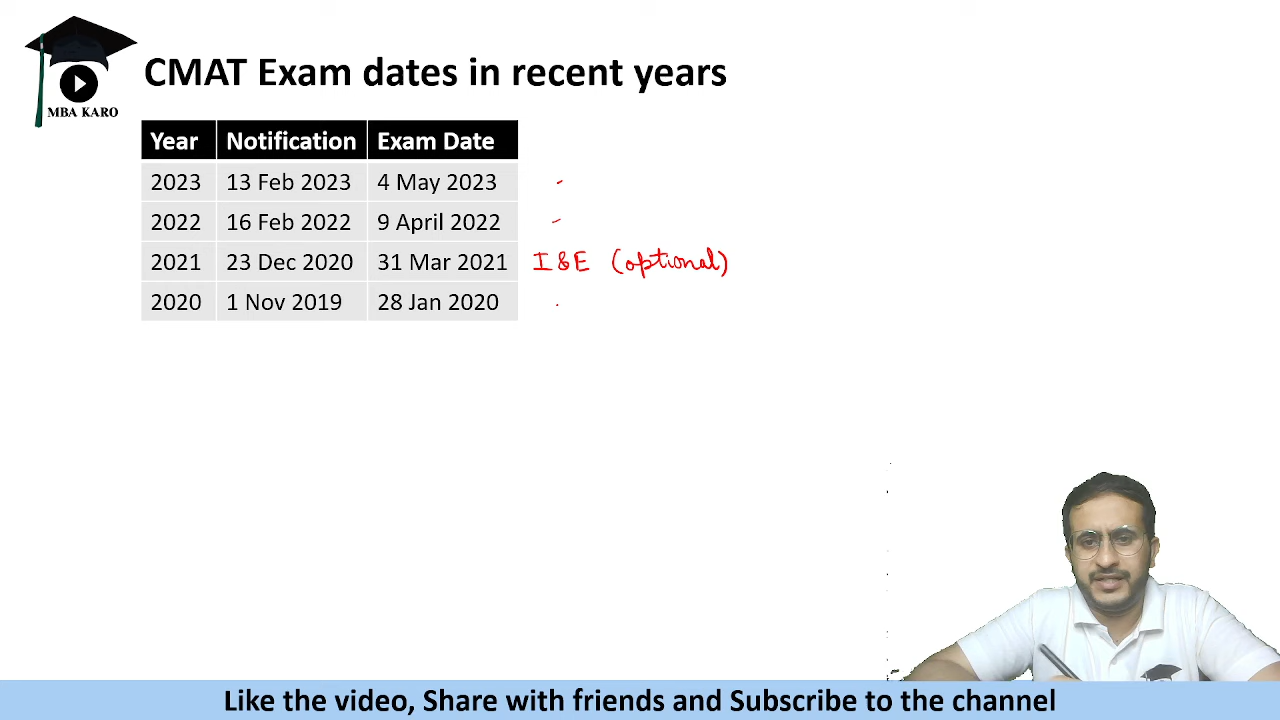 MBA KARO
CMAT Exam dates in recent years
Year Notification Exam Date
2023 13 Feb 2023 4 May 2023
2022 16 Feb 2022 9 April 2022
2021 23 Dec 2020 31 Mar 2021 I & E (optional)
2020 1 Nov 2019 28 Jan 2020
Like the video, Share with friends and Subscribe to the channel